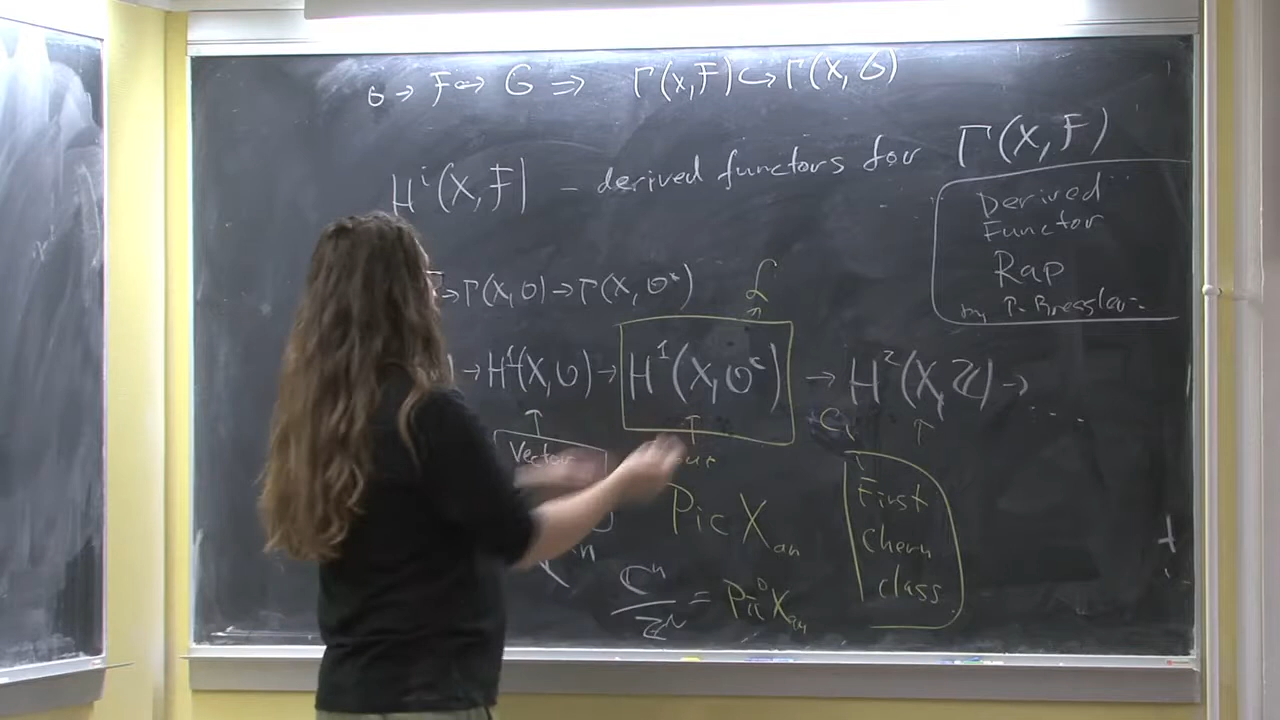 0 → F ↪ G ⇒ Γ(X,F) ↪ Γ(X,G)
H^i(X,F) – derived functors for Γ(X,F)
Derived
Functor
Rap
by
→ Γ(X,O) → Γ(X,O^*)
L
) → H^1(X,O) → H^1(X,O^*) → H^2(X,Z) → ....
C_1
Vector
Pic X_an
First
chern
class
C^n / Z^n = Pic^0 X_an